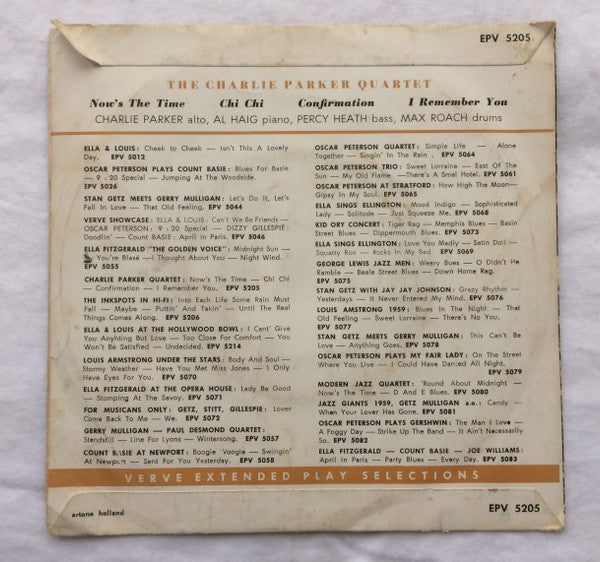 EPV 5205
THE CHARLIE PARKER QUARTET
Now's The Time Chi Chi Confirmation I Remember You
CHARLIE PARKER alto, AL HAIG piano, PERCY HEATH bass, MAX ROACH drums
ELLA & LOUIS: Cheek to Cheek — Isn't This A Lovely
Day. EPV 5012
OSCAR PETERSON PLAYS COUNT BASIE: Blues For Basie
— 9:20 Special — Jumping At The Woodside.
EPV 5026
STAN GETZ MEETS GERRY MULLIGAN: Let's Do It, Let's
Fall In Love — That Old Feeling. EPV 5044
VERVE SHOWCASE: ELLA & LOUIS: Can't We Be Friends —
OSCAR PETERSON: 9:20 Special — DIZZY GILLESPIE:
Doodlin' — Count BASIE: April in Paris. EPV 5046
ELLA FITZGERALD "THE GOLDEN VOICE": Midnight Sun —
You're Blasé — I Thought About You — Night Wind.
EPV 5055
CHARLIE PARKER QUARTET: Now's The Time — Chi Chi
— Confirmation — I Remember You. EPV 5205
THE INKSPOTS IN HI-FI: Into Each Life Some Rain Must
Fall — Maybe — Puttin' And Takin' — Until The Real
Things Comes Along. EPV 5206
ELLA & LOUIS AT THE HOLLYWOOD BOWL: I Cant' Give
You Anyhting But Love — Too Close For Comfort — You
Won't Be Satisfied — Undecided. EPV 5214
LOUIS ARMSTRONG UNDER THE STARS: Body And Soul —
Stormy Weather — Have You Met Miss Jones — I Only
Have Eyes For You. EPV 5070
ELLA FITZGERALD AT THE OPERA HOUSE: Lady Be Good
— Stomping At The Savoy. EPV 5071
FOR MUSICANS ONLY: GETZ, STITT, GILLESPIE: Lover
Come Back To Me — We. EPV 5072
GERRY MULLIGAN — PAUL DESMOND QUARTET:
Standstill — Line For Lyons — Wintersong. EPV 5057
COUNT BASIE AT NEWPORT: Boogie Woogie — Swingin'
At Newport — Sent For You Yesterday. EPV 5058
OSCAR PETERSON QUARTET: Simple Life — Alone
Together — Singin' In The Rain. EPV 5064
OSCAR PETERSON TRIO: Sweet Lorraine — East Of The
Sun — My Old Flame —There's A Smal Hotel. EPV 5061
OSCAR PETERSON AT STRATFORD: How High The Moon—
Gipsy In My Soul. EPV 5065
ELLA SINGS ELLINGTON: Mood Indigo — Sophisticated
Lady — Solitude — Just Squeeze Me. EPV 5068
KID ORY CONCERT: Tiger Rag — Memphis Blues — Basin
Street Blues — Dippermouth Blues. EPV 5073
ELLA SINGS ELLINGTON: Love You Madly — Satin Doll —
Squatty Roo — Rocks In My Bed. EPV 5069
GEORGE LEWIS JAZZ MEN: Weary Blues — O Didn't He
Ramble — Beale Street Blues — Down Home Rag.
EPV 5075
STAN GETZ WITH JAY JAY JOHNSON: Grazy Rhythm —
Yesterdays — It Never Entered My Mind. EPV 5076
LOUIS AMSTRONG 1959: Blues In The Night — That
Old Feeling — Sweet Lorraine — There's No You.
EPV 5077
STAN GETZ MEETS GERRY MULLIGAN: This Can't Be
Love — Anything Goes. EPV 5078
OSCAR PETERSON PLAYS MY FAIR LADY: On The Street
Where You Live — I Could Have Danced All Night.
EPV 5079
MODERN JAZZ QUARTET: 'Round About Midnight —
Now's The Time — D And E Blues. EPV 5080
JAZZ GIANTS 1959, GETZ MULLIGAN a.o.: Candy —
When Your Lover Has Gone. EPV 5081
OSCAR PETERSON PLAYS GERSHWIN: The Man I Love —
A Foggy Day — Strike Up The Band — It Ain't Necessarily
So. EPV 5082
ELLA FITZGERALD — COUNT BASIE — JOE WILLIAMS:
April In Paris — Party Blues — Every Day. EPV 5083
VERVE EXTENDED PLAY SELECTIONS
artone holland EPV 5205